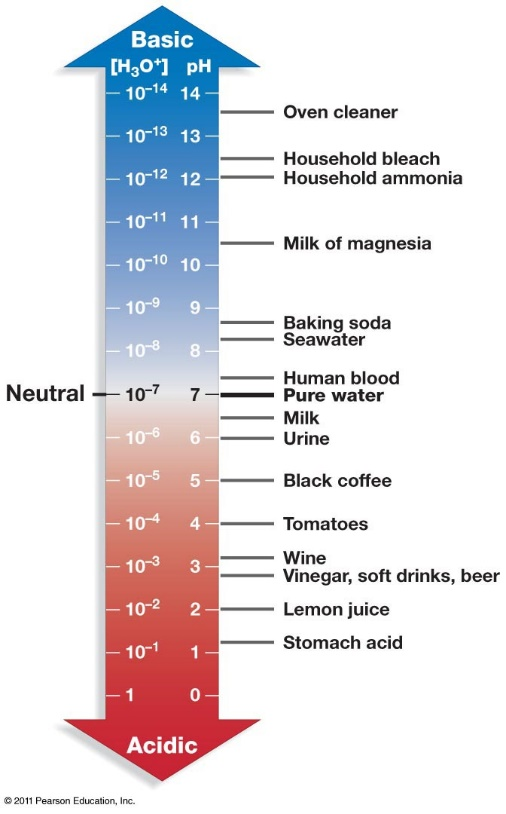 Basic
[H₃O⁺] pH
10⁻¹⁴ 14
Oven cleaner
10⁻¹³ 13
Household bleach
10⁻¹² 12
Household ammonia
10⁻¹¹ 11
Milk of magnesia
10⁻¹⁰ 10
10⁻⁹ 9
Baking soda
Seawater
10⁻⁸ 8
Human blood
Neutral 10⁻⁷ 7 Pure water
Milk
10⁻⁶ 6 Urine
10⁻⁵ 5 Black coffee
10⁻⁴ 4 Tomatoes
Wine
10⁻³ 3
Vinegar, soft drinks, beer
10⁻² 2 Lemon juice
Stomach acid
10⁻¹ 1
1 0
Acidic
© 2011 Pearson Education, Inc.